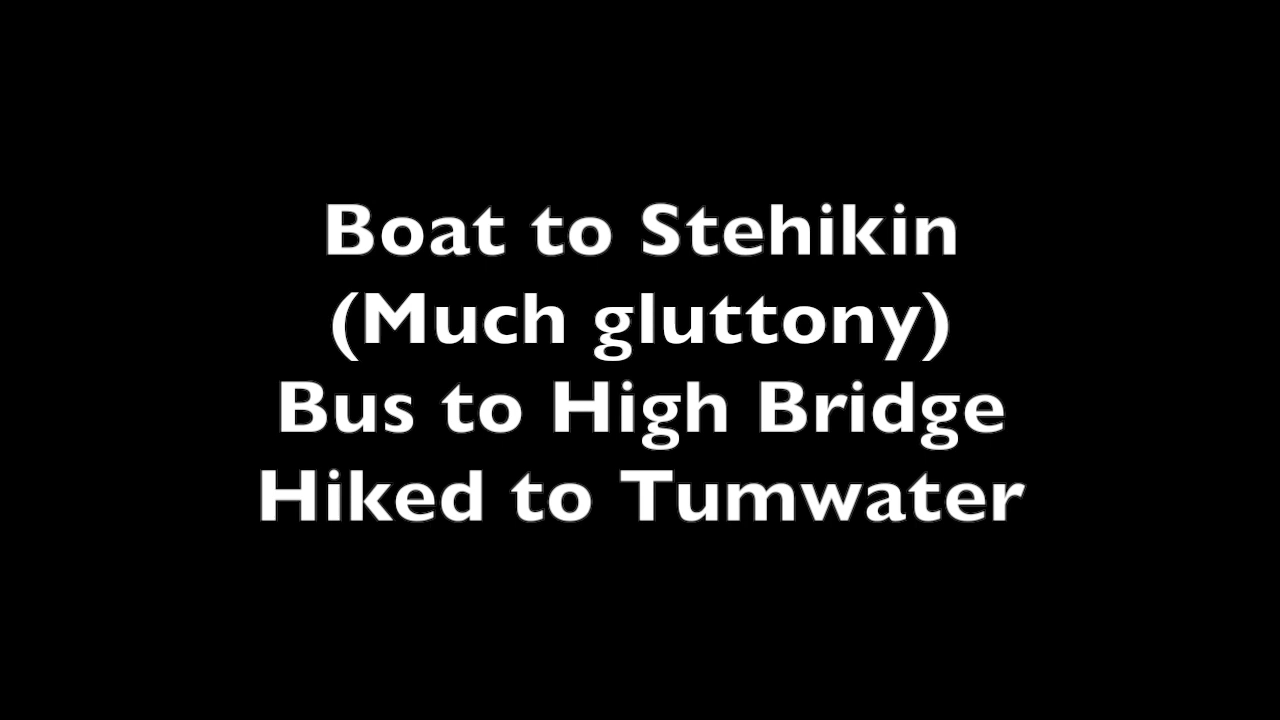 Boat to Stehikin
(Much gluttony)
Bus to High Bridge
Hiked to Tumwater